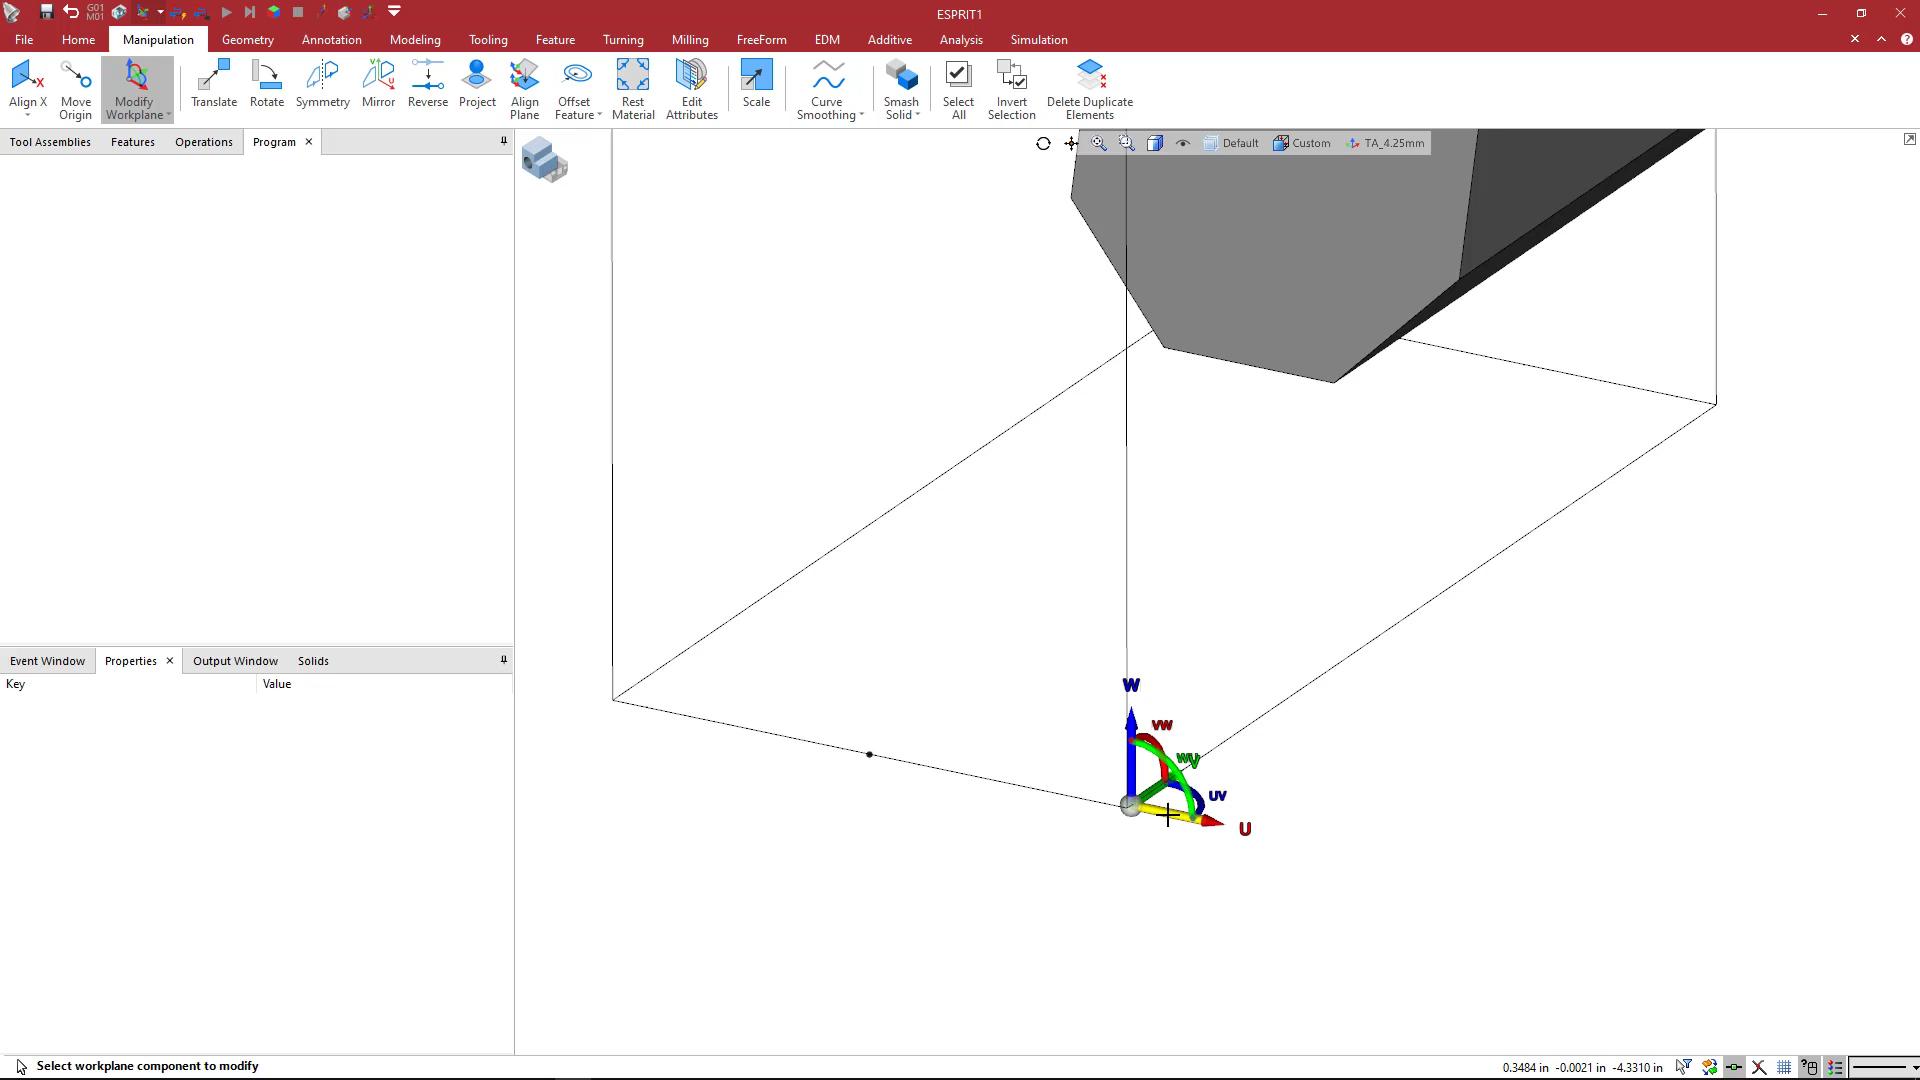 G01
M01
ESPRIT1
File
Home
Manipulation
Geometry
Annotation
Modeling
Tooling
Feature
Turning
Milling
FreeForm
EDM
Additive
Analysis
Simulation
Align X
Move
Origin
Modify
Workplane
Translate
Rotate
Symmetry
Mirror
Reverse
Project
Align
Plane
Offset
Feature
Rest
Material
Edit
Attributes
Scale
Curve
Smoothing
Smash
Solid
Select
All
Invert
Selection
Delete Duplicate
Elements
Tool Assemblies
Features
Operations
Program
Default
Custom
TA_4.25mm
Event Window
Properties
Output Window
Solids
Key
Value
W
VW
UV
U
Select workplane component to modify
0.3484 in -0.0021 in -4.3310 in